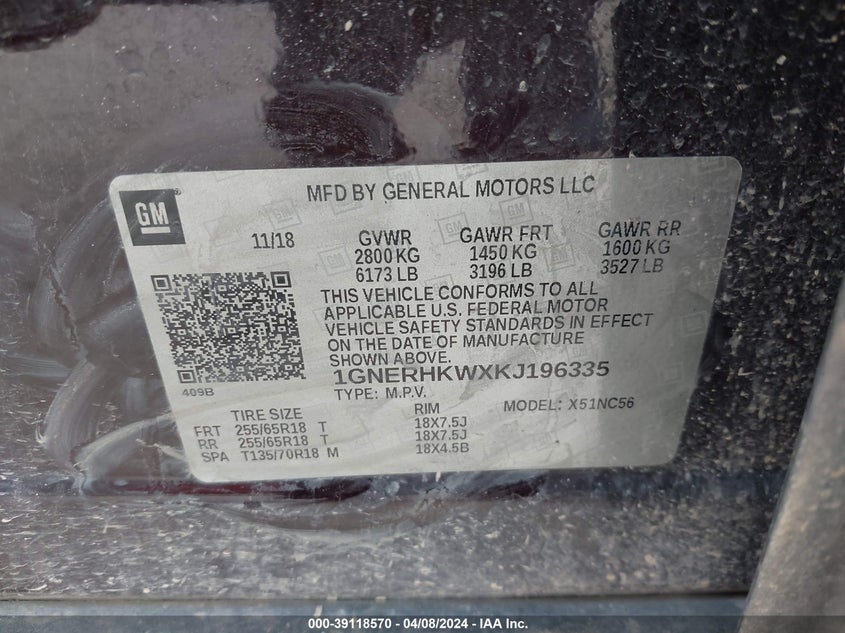 MFD BY GENERAL MOTORS LLC
GM
11/18 GVWR GAWR FRT GAWR RR
2800 KG 1450 KG 1600 KG
6173 LB 3196 LB 3527 LB
THIS VEHICLE CONFORMS TO ALL
APPLICABLE U.S. FEDERAL MOTOR
VEHICLE SAFETY STANDARDS IN EFFECT
ON THE DATE OF MANUFACTURE
SHOWN ABOVE.
409B
1GNERHKWXKJ196335
TYPE: M.P.V. MODEL: X51NC56
TIRE SIZE RIM
FRT 255/65R18 T 18X7.5J
RR 255/65R18 T 18X7.5J
SPA T135/70R18 M 18X4.5B
000-39118570 - 04/08/2024 - IAA Inc.